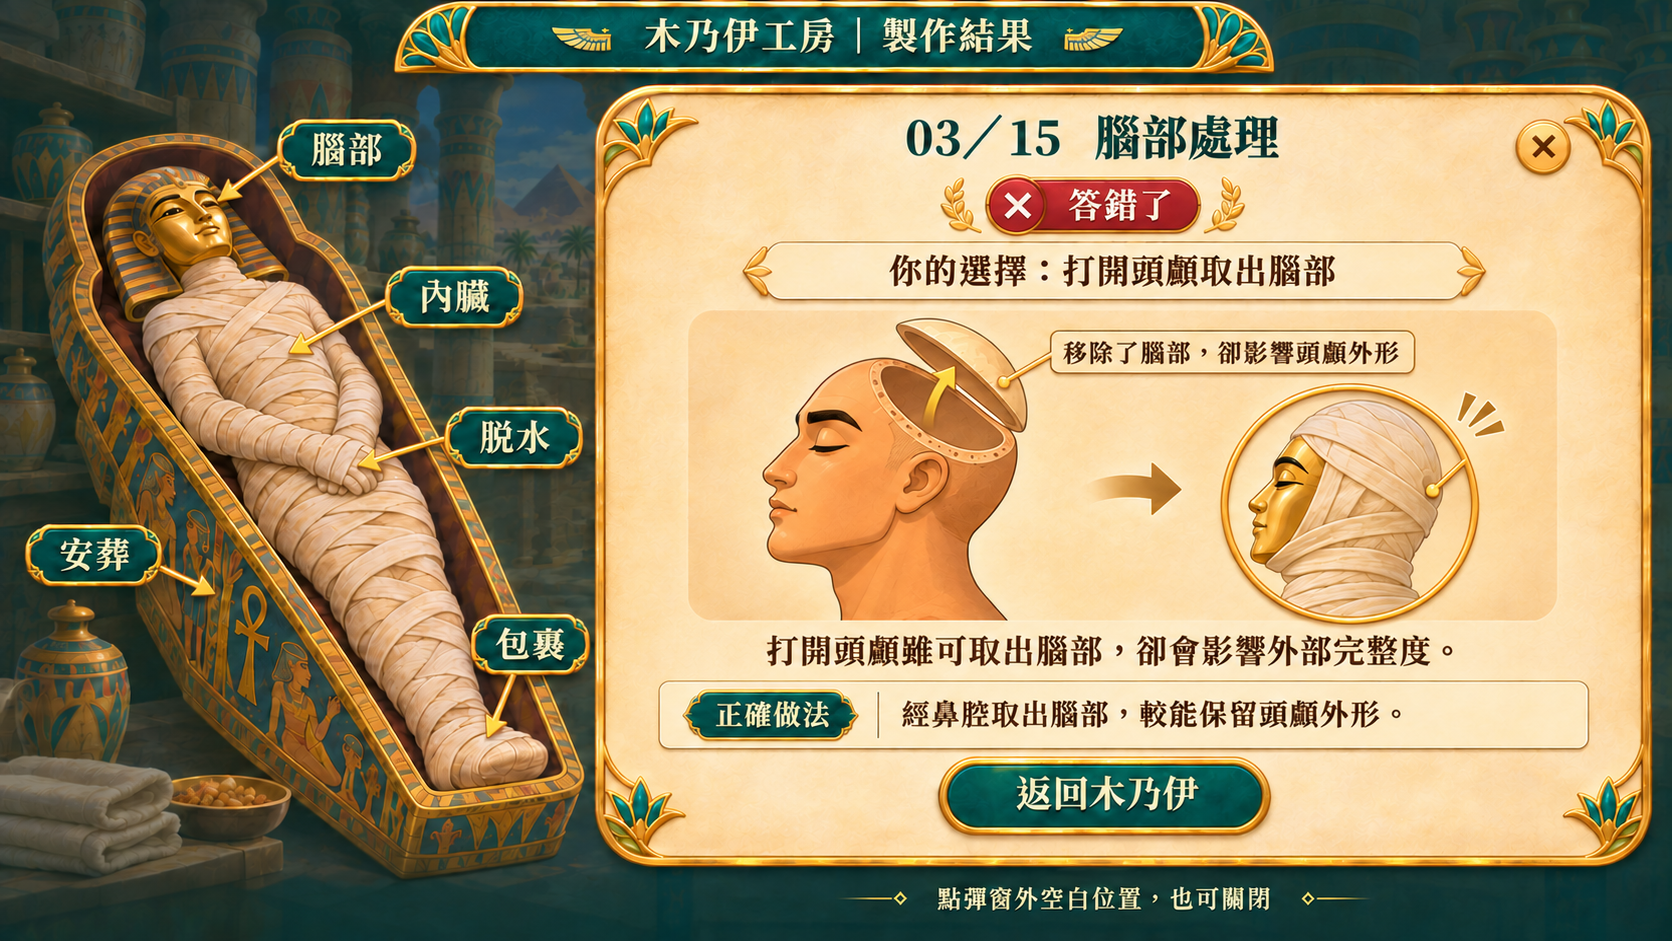 木乃伊工房｜製作結果
腦部
內臟
脫水
安葬
包裹
03／15 腦部處理
答錯了
你的選擇：打開頭顱取出腦部
移除了腦部，卻影響頭顱外形
打開頭顱雖可取出腦部，卻會影響外部完整度。
正確做法
經鼻腔取出腦部，較能保留頭顱外形。
返回木乃伊
點彈窗外空白位置，也可關閉